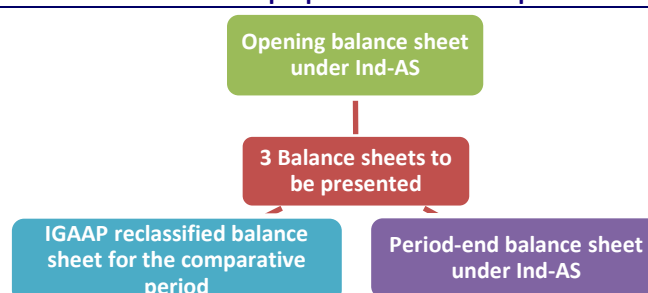 Opening balance sheet
under Ind-AS
3 Balance sheets to
be presented
IGAAP reclassified balance
sheet for the comparative
period
Period-end balance sheet
under Ind-AS